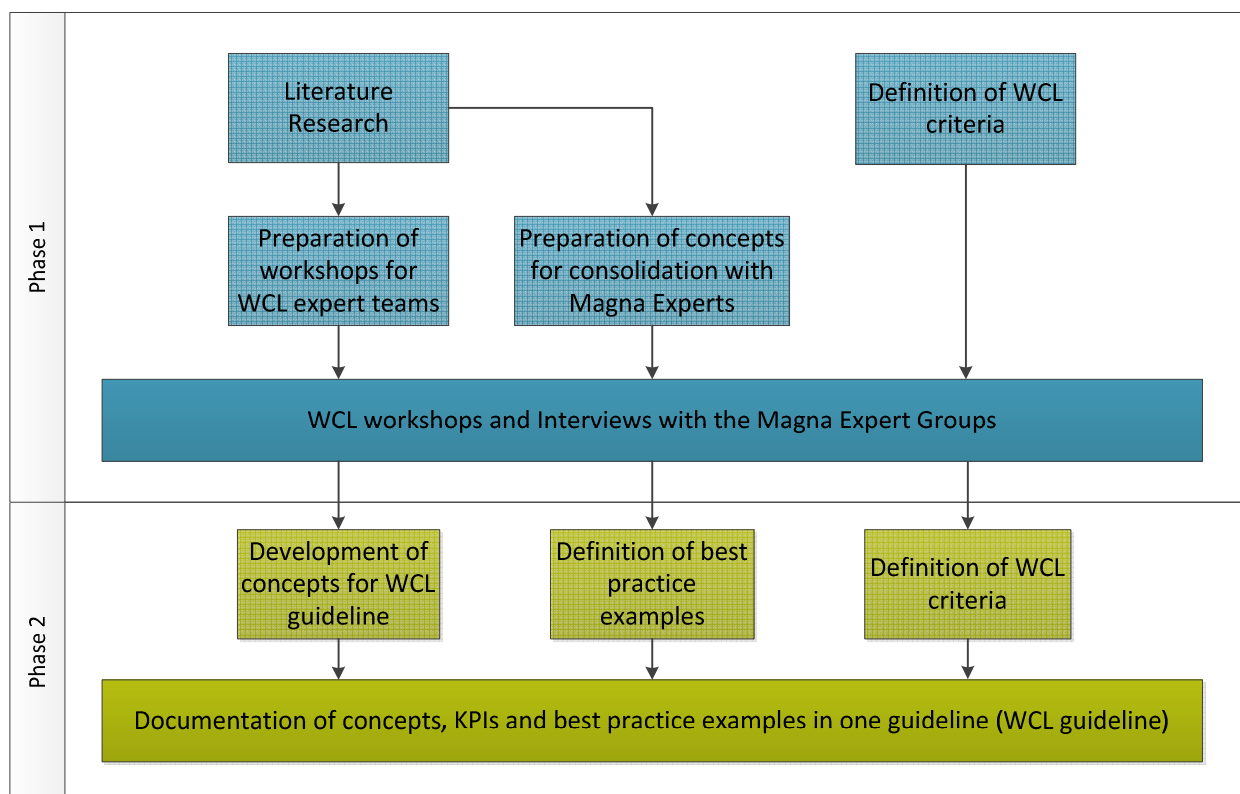 Phase 1
Literature
Research
Definition of WCL
criteria
Preparation of
workshops for
WCL expert teams
Preparation of concepts
for consolidation with
Magna Experts
WCL workshops and Interviews with the Magna Expert Groups
Phase 2
Development of
concepts for WCL
guideline
Definition of best
practice
examples
Definition of WCL
criteria
Documentation of concepts, KPIs and best practice examples in one guideline (WCL guideline)